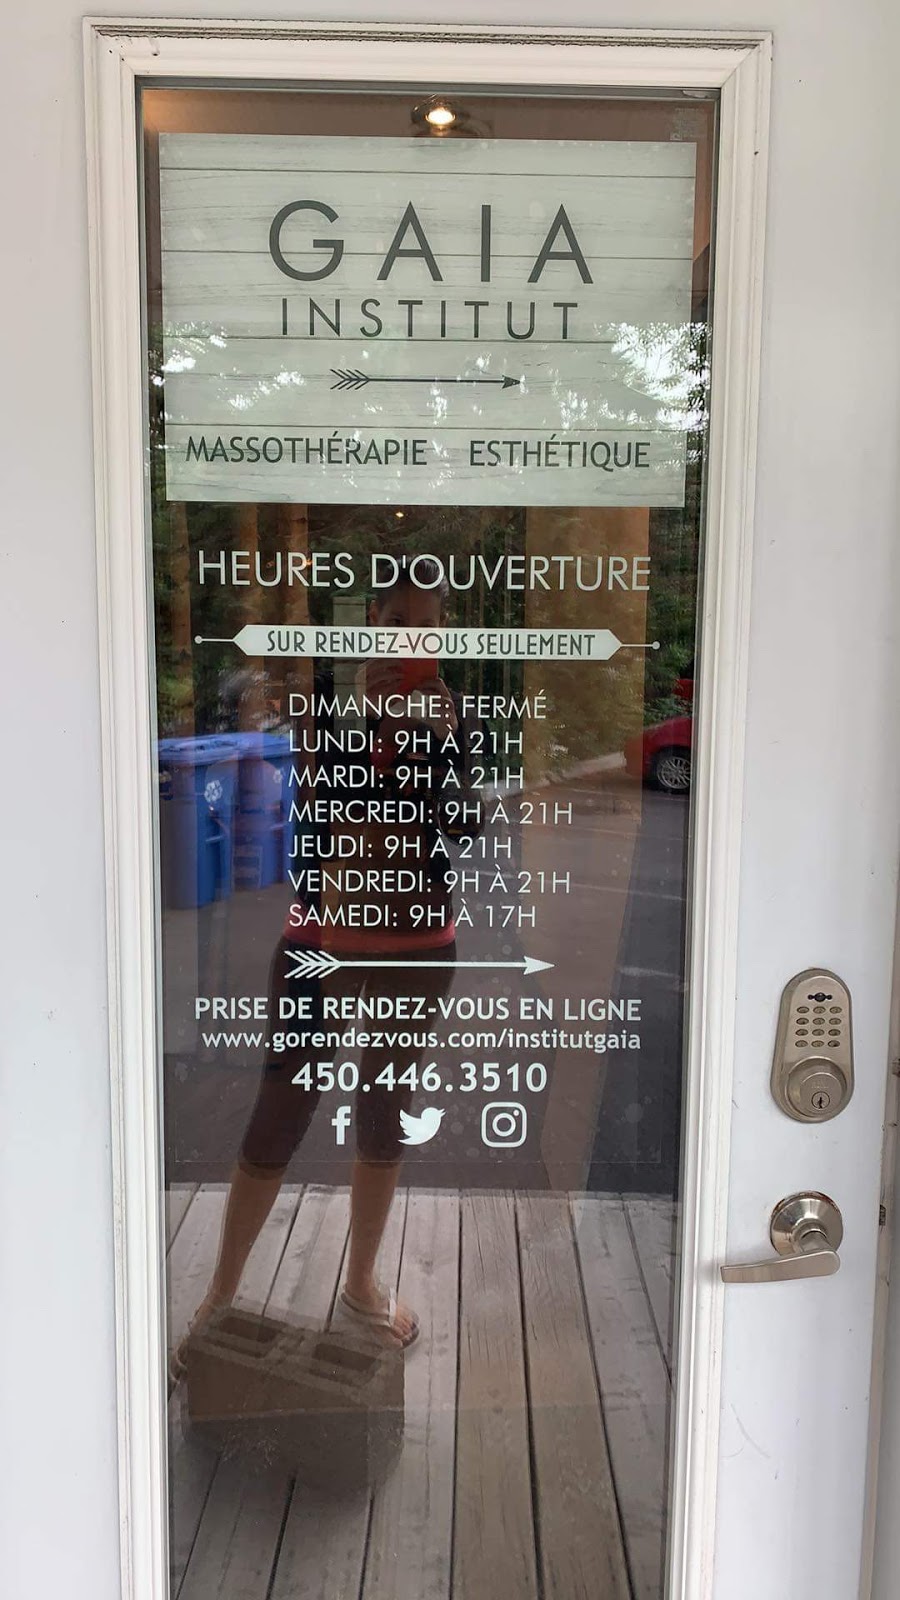 GAIA
INSTITUT
MASSOTHÉRAPIE ESTHÉTIQUE
HEURES D'OUVERTURE
SUR RENDEZ-VOUS SEULEMENT
DIMANCHE: FERMÉ
LUNDI: 9H À 21H
MARDI: 9H À 21H
MERCREDI: 9H À 21H
JEUDI: 9H À 21H
VENDREDI: 9H À 21H
SAMEDI: 9H À 17H
PRISE DE RENDEZ-VOUS EN LIGNE
www.gorendezvous.com/institutgaia
450.446.3510